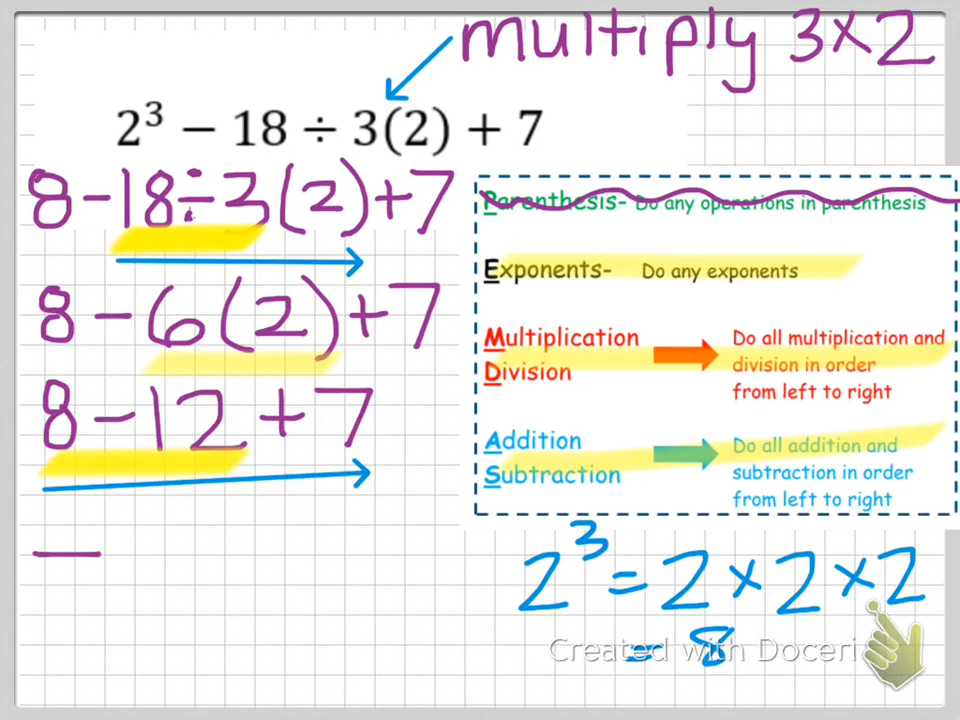 multiply 3×2
2³ − 18 ÷ 3(2) + 7
8-18÷3(2)+7
8-6(2)+7
8-12+7
—
Parenthesis- Do any operations in parenthesis
Exponents- Do any exponents
Multiplication
Division
Do all multiplication and
division in order
from left to right
Addition
Subtraction
Do all addition and
subtraction in order
from left to right
2³=2×2×2
= 8
Created with Doceri